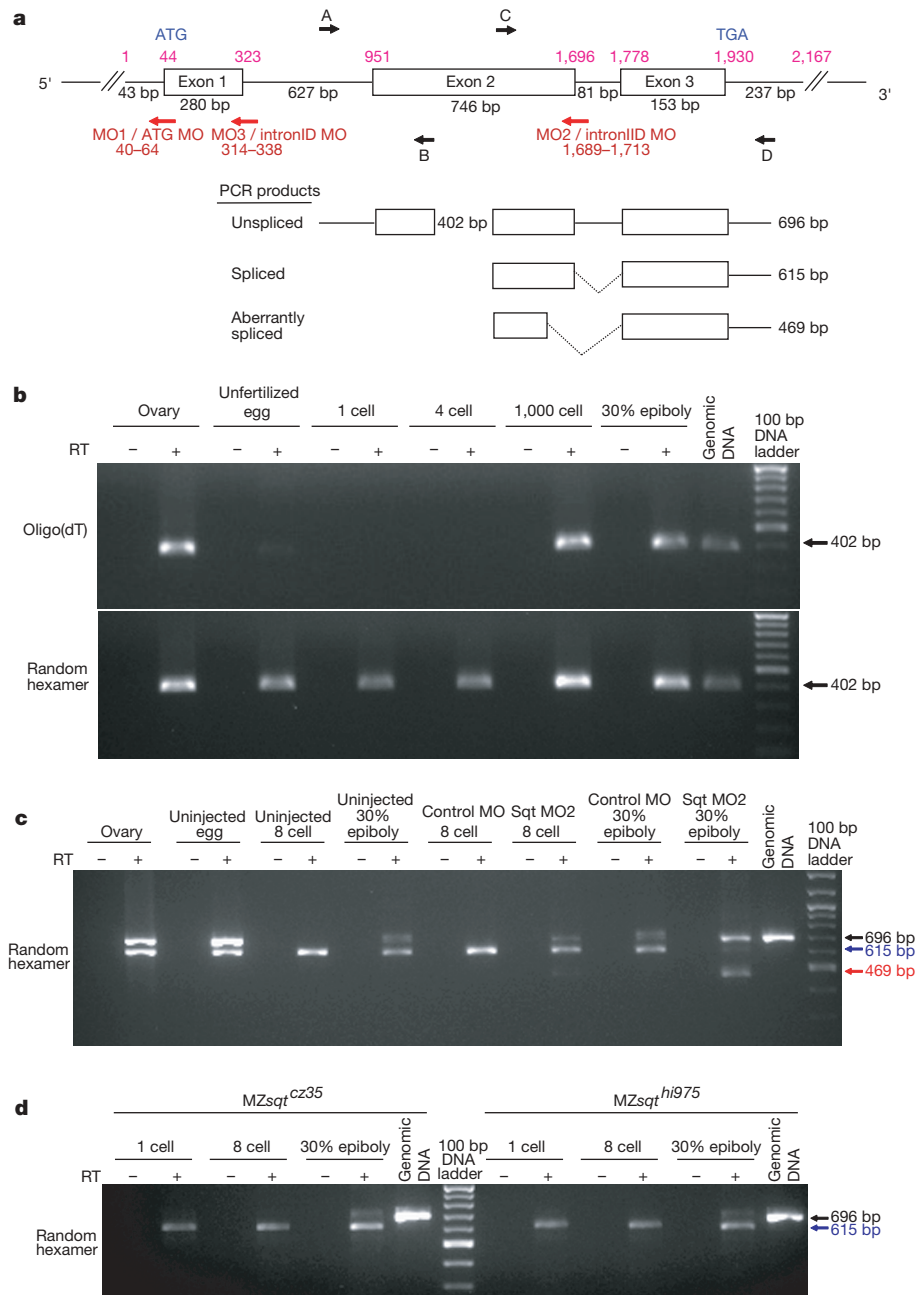 a
A
C
ATG
TGA
1
44
323
951
1,696
1,778
1,930
2,167
5'
Exon 1
Exon 2
Exon 3
3'
43 bp
280 bp
627 bp
746 bp
81 bp
153 bp
237 bp
MO1 / ATG MO
40–64
MO3 / intronID MO
314–338
B
MO2 / intronIID MO
1,689–1,713
D
PCR products
Unspliced
402 bp
696 bp
Spliced
615 bp
Aberrantly
spliced
469 bp
b
Ovary
Unfertilized
egg
1 cell
4 cell
1,000 cell
30% epiboly
Genomic
DNA
100 bp
DNA
ladder
RT
– + – + – + – + – + – +
Oligo(dT)
402 bp
Random
hexamer
402 bp
c
Ovary
Uninjected
egg
Uninjected
8 cell
Uninjected
30%
epiboly
Control MO
8 cell
Sqt MO2
8 cell
Control MO
30%
epiboly
Sqt MO2
30%
epiboly
Genomic
DNA
100 bp
DNA
ladder
RT
– + – + – + – + – + – + – + – +
Random
hexamer
696 bp
615 bp
469 bp
d
MZsqt cz35
MZsqt hi975
1 cell
8 cell
30% epiboly
Genomic
DNA
100 bp
DNA
ladder
1 cell
8 cell
30% epiboly
Genomic
DNA
RT
– + – + – + – + – + – +
Random
hexamer
696 bp
615 bp